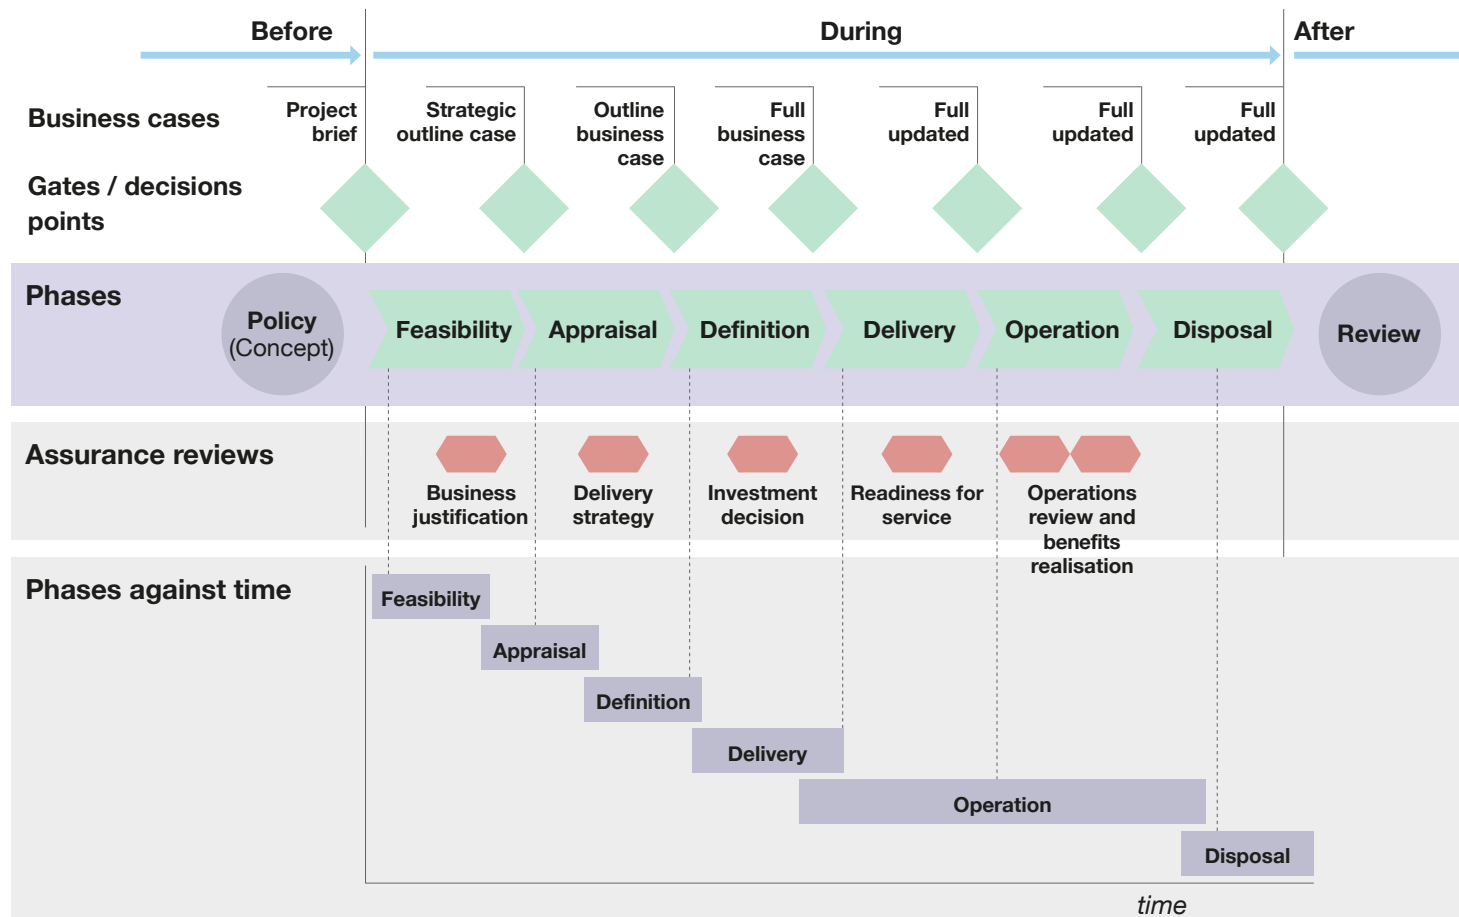 Before
During
After
Business cases
Project
brief
Strategic
outline case
Outline
business
case
Full
business
case
Full
updated
Full
updated
Full
updated
Gates / decisions
points
Phases
Policy
(Concept)
Feasibility
Appraisal
Definition
Delivery
Operation
Disposal
Review
Assurance reviews
Business
justification
Delivery
strategy
Investment
decision
Readiness for
service
Operations
review and
benefits
realisation
Phases against time
Feasibility
Appraisal
Definition
Delivery
Operation
Disposal
time